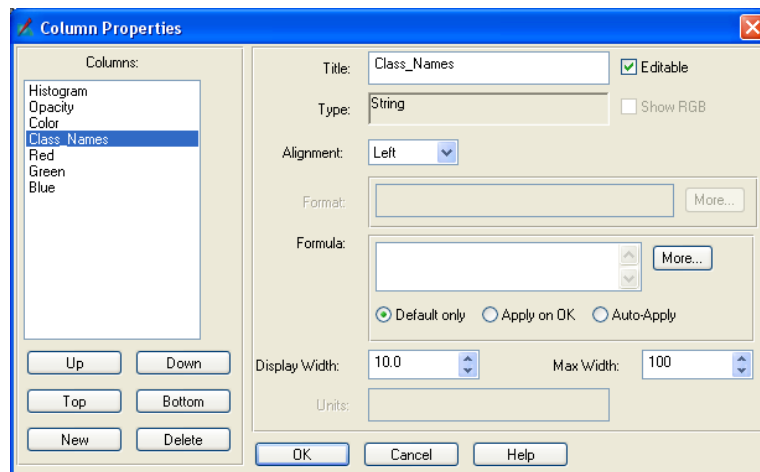 Column Properties
Columns:
Histogram
Opacity
Color
Class_Names
Red
Green
Blue
Up Down
Top Bottom
New Delete
Title: Class_Names Editable
Type: String Show RGB
Alignment: Left
Format: More...
Formula: More...
Default only Apply on OK Auto-Apply
Display Width: 10.0 Max Width: 100
Units:
OK Cancel Help